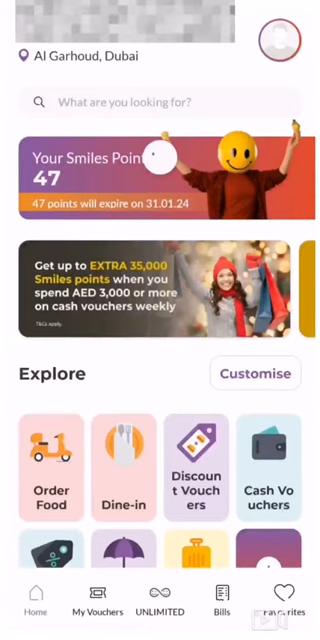 Al Garhoud, Dubai
What are you looking for?
Your Smiles Poin
47
47 points will expire on 31.01.24
Get up to EXTRA 35,000
Smiles points when you
spend AED 3,000 or more
on cash vouchers weekly
T&Cs apply.
Explore
Customise
Order
Food
Dine-in
Discoun
t Vouch
ers
Cash Vo
uchers
Home
My Vouchers
UNLIMITED
Bills
Favourites